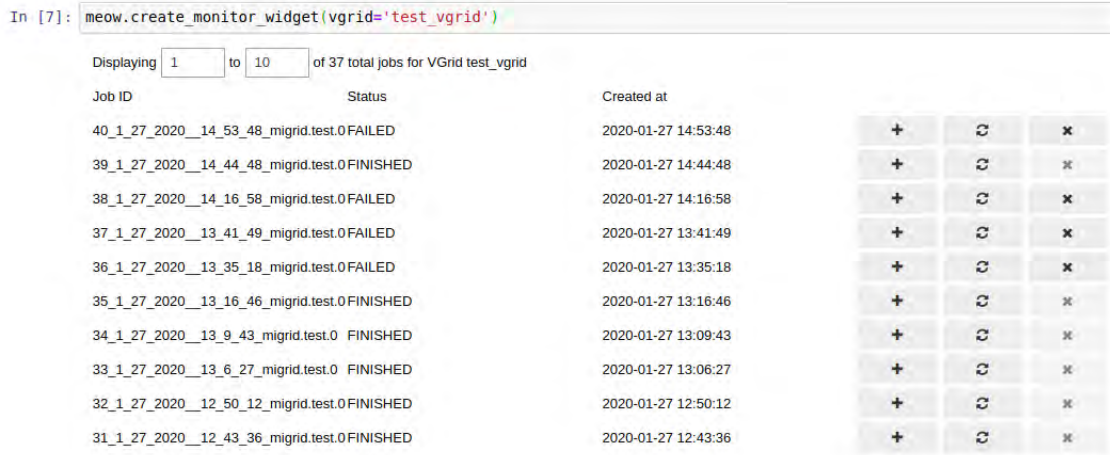 In [7]: meow.create_monitor_widget(vgrid='test_vgrid')
Displaying 1 to 10 of 37 total jobs for VGrid test_vgrid
Job ID Status Created at
40_1_27_2020__14_53_48_migrid.test.0 FAILED 2020-01-27 14:53:48
39_1_27_2020__14_44_48_migrid.test.0 FINISHED 2020-01-27 14:44:48
38_1_27_2020__14_16_58_migrid.test.0 FAILED 2020-01-27 14:16:58
37_1_27_2020__13_41_49_migrid.test.0 FAILED 2020-01-27 13:41:49
36_1_27_2020__13_35_18_migrid.test.0 FAILED 2020-01-27 13:35:18
35_1_27_2020__13_16_46_migrid.test.0 FINISHED 2020-01-27 13:16:46
34_1_27_2020__13_9_43_migrid.test.0 FINISHED 2020-01-27 13:09:43
33_1_27_2020__13_6_27_migrid.test.0 FINISHED 2020-01-27 13:06:27
32_1_27_2020__12_50_12_migrid.test.0 FINISHED 2020-01-27 12:50:12
31_1_27_2020__12_43_36_migrid.test.0 FINISHED 2020-01-27 12:43:36